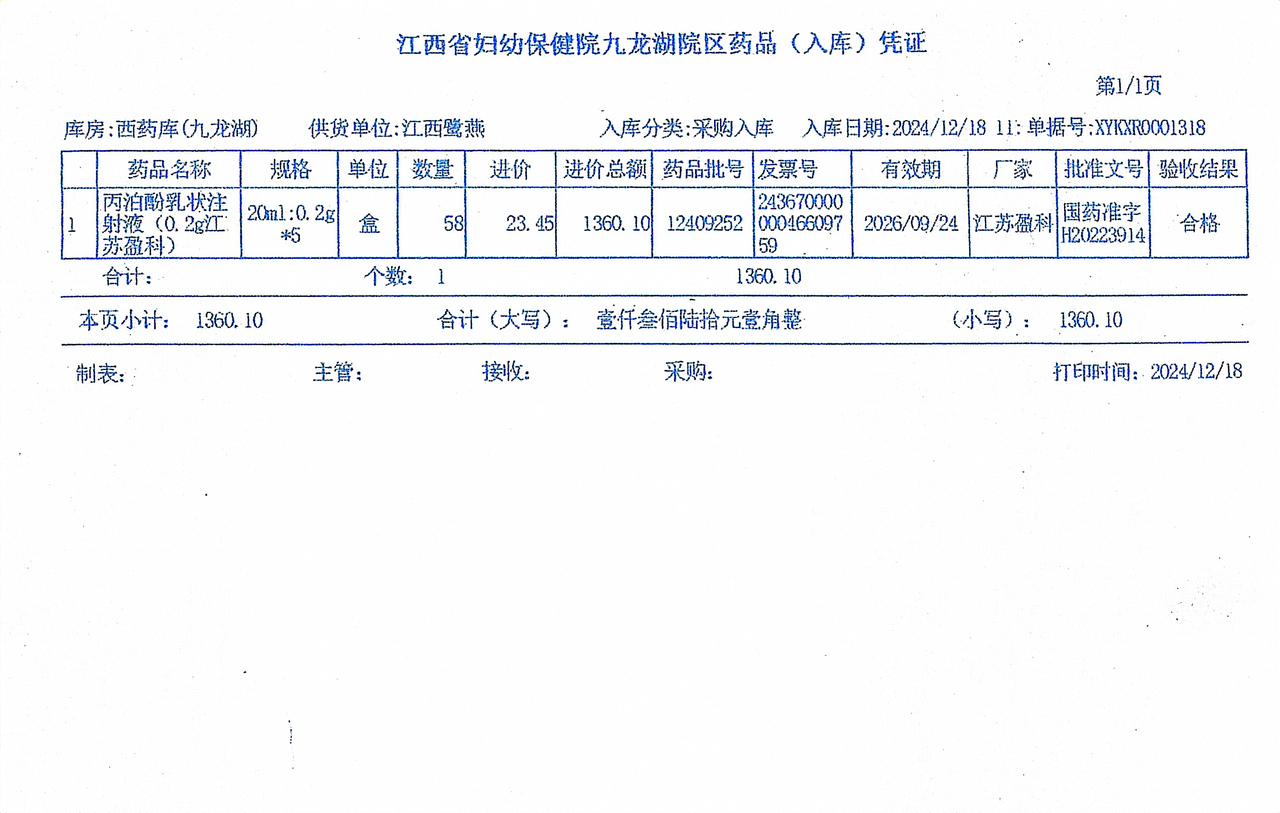 江西省妇幼保健院九龙湖院区药品（入库）凭证
第1/1页
库房:西药库(九龙湖) 供货单位:江西鹭燕 入库分类:采购入库 入库日期:2024/12/18 11: 单据号:XYKXR0001318
药品名称 规格 单位 数量 进价 进价总额 药品批号 发票号 有效期 厂家 批准文号 验收结果
1 丙泊酚乳状注射液（0.2g江苏盈科） 20ml:0.2g*5 盒 58 23.45 1360.10 12409252 24367000000046609759 2026/09/24 江苏盈科 国药准字H20223914 合格
合计： 个数： 1 1360.10
本页小计： 1360.10 合计（大写）： 壹仟叁佰陆拾元壹角整 （小写）： 1360.10
制表： 主管； 接收： 采购： 打印时间：2024/12/18